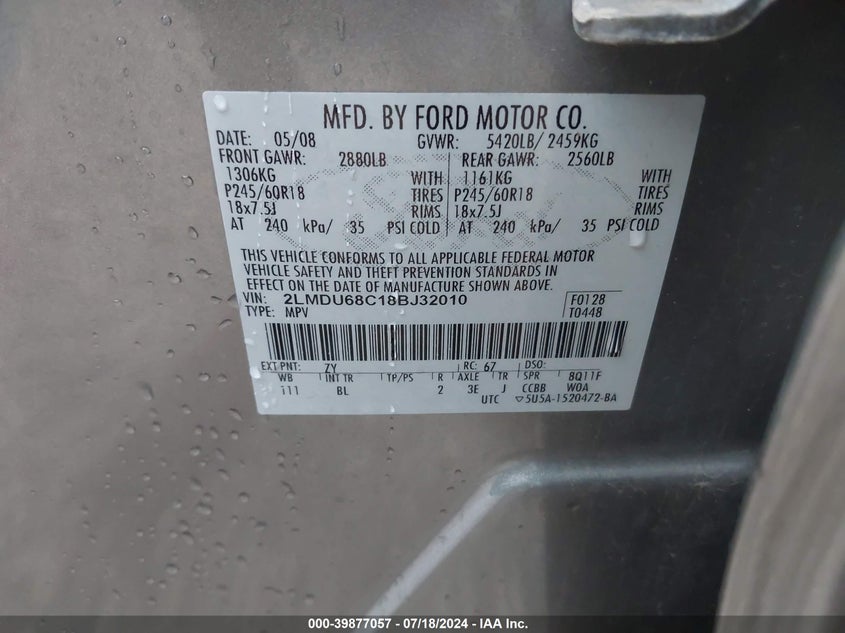 MFD. BY FORD MOTOR CO.
DATE: 05/08 GVWR: 5420LB/ 2459KG
FRONT GAWR: 2880LB REAR GAWR: 2560LB
1306KG WITH 1161KG WITH
P245/60R18 TIRES P245/60R18 TIRES
18x7.5J RIMS 18x7.5J RIMS
AT 240 kPa/ 35 PSI COLD AT 240 kPa/ 35 PSI COLD
THIS VEHICLE CONFORMS TO ALL APPLICABLE FEDERAL MOTOR
VEHICLE SAFETY AND THEFT PREVENTION STANDARDS IN
EFFECT ON THE DATE OF MANUFACTURE SHOWN ABOVE.
VIN: 2LMDU68C18BJ32010 F0128
TYPE: MPV T0448
EXT PNT: ZY RC: 67 DSO:
WB INT TR TP/PS R AXLE TR SPR 8Q11F
111 BL 2 3E J CCBB W0A
UTC ▽5U5A-1520472-BA
000-39877057 - 07/18/2024 - IAA Inc.